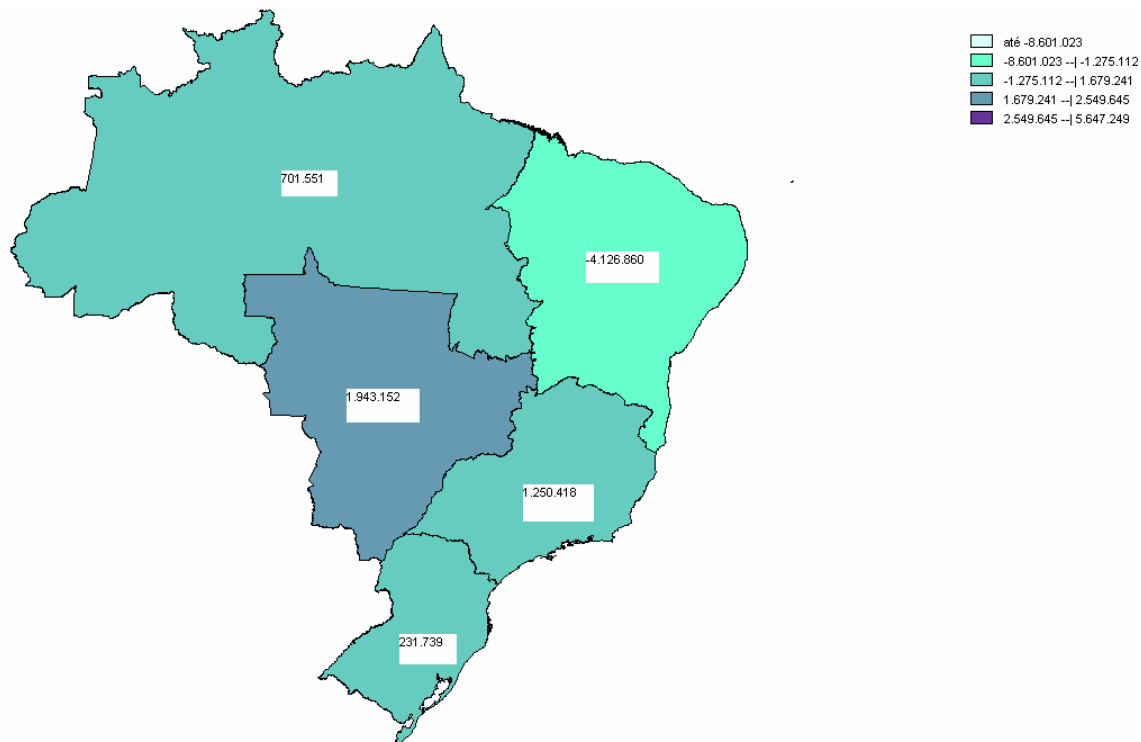 até -8.601.023
-8.601.023 --| -1.275.112
-1.275.112 --| 1.679.241
1.679.241 --| 2.549.645
2.549.645 --| 5.647.249
701.551
-4.126.860
1.943.152
1.250.418
231.739